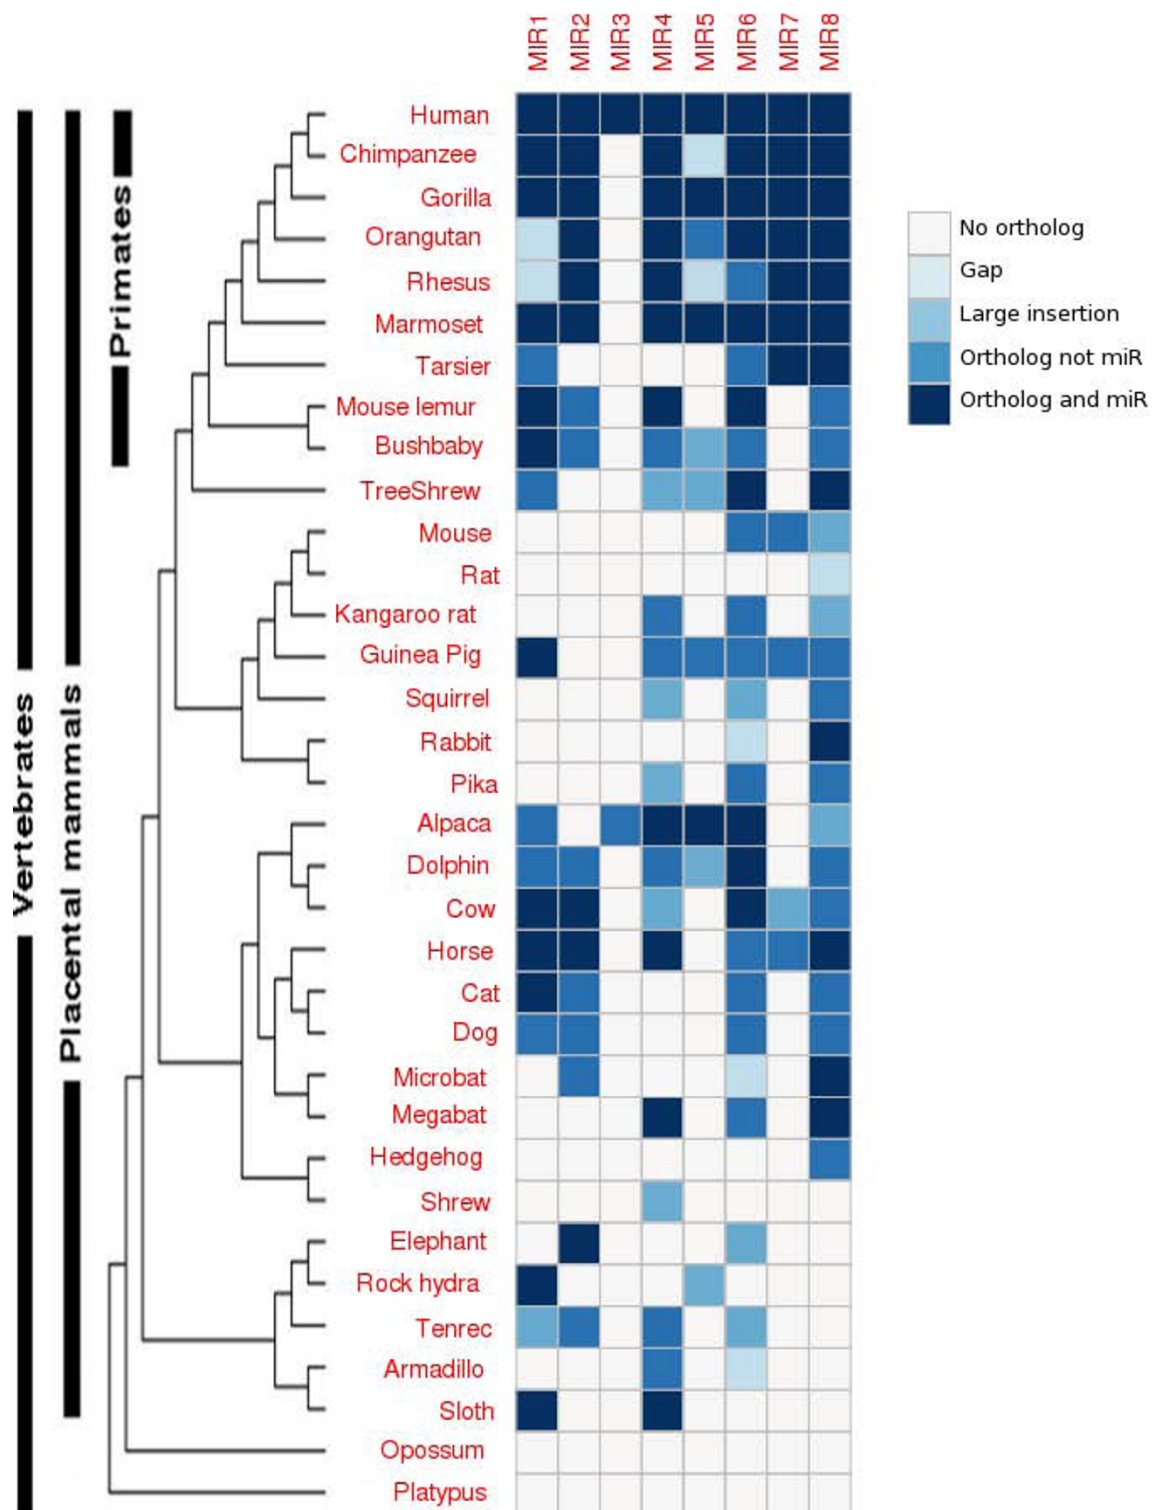 MIR1 MIR2 MIR3 MIR4 MIR5 MIR6 MIR7 MIR8
Vertebrates
Placental mammals
Primates
Human
Chimpanzee
Gorilla
Orangutan
Rhesus
Marmoset
Tarsier
Mouse lemur
Bushbaby
TreeShrew
Mouse
Rat
Kangaroo rat
Guinea Pig
Squirrel
Rabbit
Pika
Alpaca
Dolphin
Cow
Horse
Cat
Dog
Microbat
Megabat
Hedgehog
Shrew
Elephant
Rock hydra
Tenrec
Armadillo
Sloth
Opossum
Platypus
No ortholog
Gap
Large insertion
Ortholog not miR
Ortholog and miR